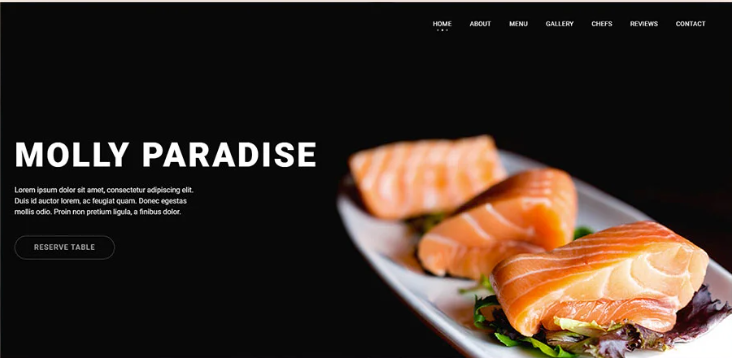 HOME ABOUT MENU GALLERY CHEFS REVIEWS CONTACT
MOLLY PARADISE
Lorem ipsum dolor sit amet, consectetur adipiscing elit.
Duis id auctor lorem, ac feugiat quam. Donec egestas
mollis odio. Proin non pretium ligula, a finibus dolor.
RESERVE TABLE